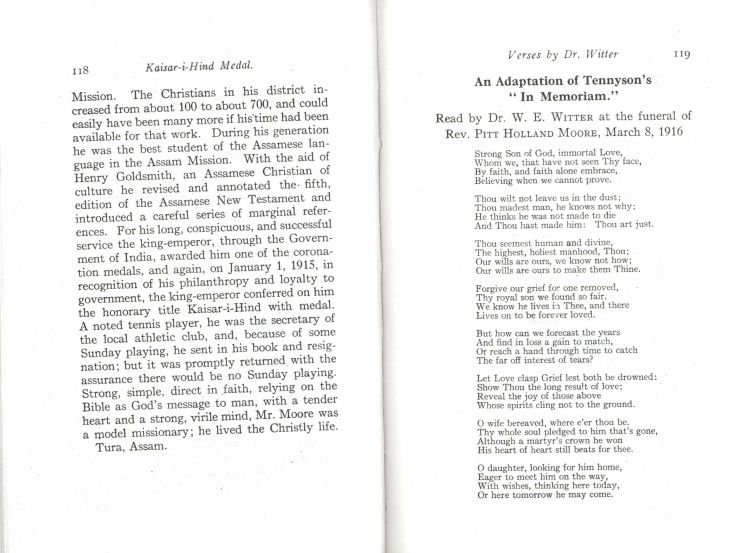 118
Kaisar-i-Hind Medal.
Mission. The Christians in his district in-
creased from about 100 to about 700, and could
easily have been many more if his time had been
available for that work. During his generation
he was the best student of the Assamese lan-
guage in the Assam Mission. With the aid of
Henry Goldsmith, an Assamese Christian of
culture he revised and annotated the fifth,
edition of the Assamese New Testament and
introduced a careful series of marginal refer-
ences. For his long, conspicuous, and successful
service the king-emperor, through the Govern-
ment of India, awarded him one of the corona-
tion medals, and again, on January 1, 1915, in
recognition of his philanthropy and loyalty to
government, the king-emperor conferred on him
the honorary title Kaisar-i-Hind with medal.
A noted tennis player, he was the secretary of
the local athletic club, and, because of some
Sunday playing, he sent in his book and resig-
nation; but it was promptly returned with the
assurance there would be no Sunday playing.
Strong, simple, direct in faith, relying on the
Bible as God's message to man, with a tender
heart and a strong, virile mind, Mr. Moore was
a model missionary; he lived the Christly life.
Tura, Assam.
Verses by Dr. Witter
119
An Adaptation of Tennyson's
"In Memoriam."
Read by Dr. W. E. Witter at the funeral of
Rev. Pitt Holland Moore, March 8, 1916
Strong Son of God, immortal Love,
Whom we, that have not seen Thy face,
By faith, and faith alone embrace,
Believing when we cannot prove.
Thou wilt not leave us in the dust;
Thou madest man, he knows not why;
He thinks he was not made to die
And Thou hast made him: Thou art just.
Thou seemest human and divine,
The highest, holiest manhood, Thou;
Our wills are ours, we know not how;
Our wills are ours to make them Thine.
Forgive our grief for one removed,
Thy royal son we found so fair.
We know he lives in Thee, and there
Lives on to be forever loved.
But how can we forecast the years
And find in loss a gain to match,
Or reach a hand through time to catch
The far off interest of tears?
Let Love clasp Grief lest both be drowned:
Show Thou the long result of love;
Reveal the joy of those above
Whose spirits cling not to the ground.
O wife bereaved, where e'er thou be.
Thy whole soul pledged to him that's gone,
Although a martyr's crown he won
His heart of heart still beats for thee.
O daughter, looking for him home,
Eager to meet him on the way,
With wishes, thinking here today,
Or here tomorrow he may come.